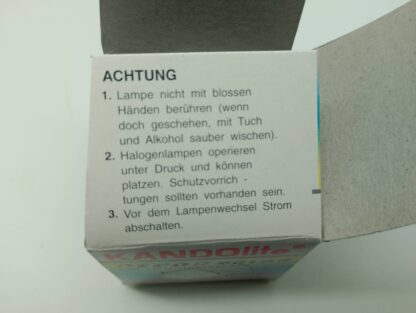 ACHTUNG
1. Lampe nicht mit blossen
Händen berühren (wenn
doch geschehen, mit Tuch
und Alkohol sauber wischen).
2. Halogenlampen operieren
unter Druck und können
platzen. Schutzvorrich -
tungen sollten vorhanden sein.
3. Vor dem Lampenwechsel Strom
abschalten.
KANDOlite®